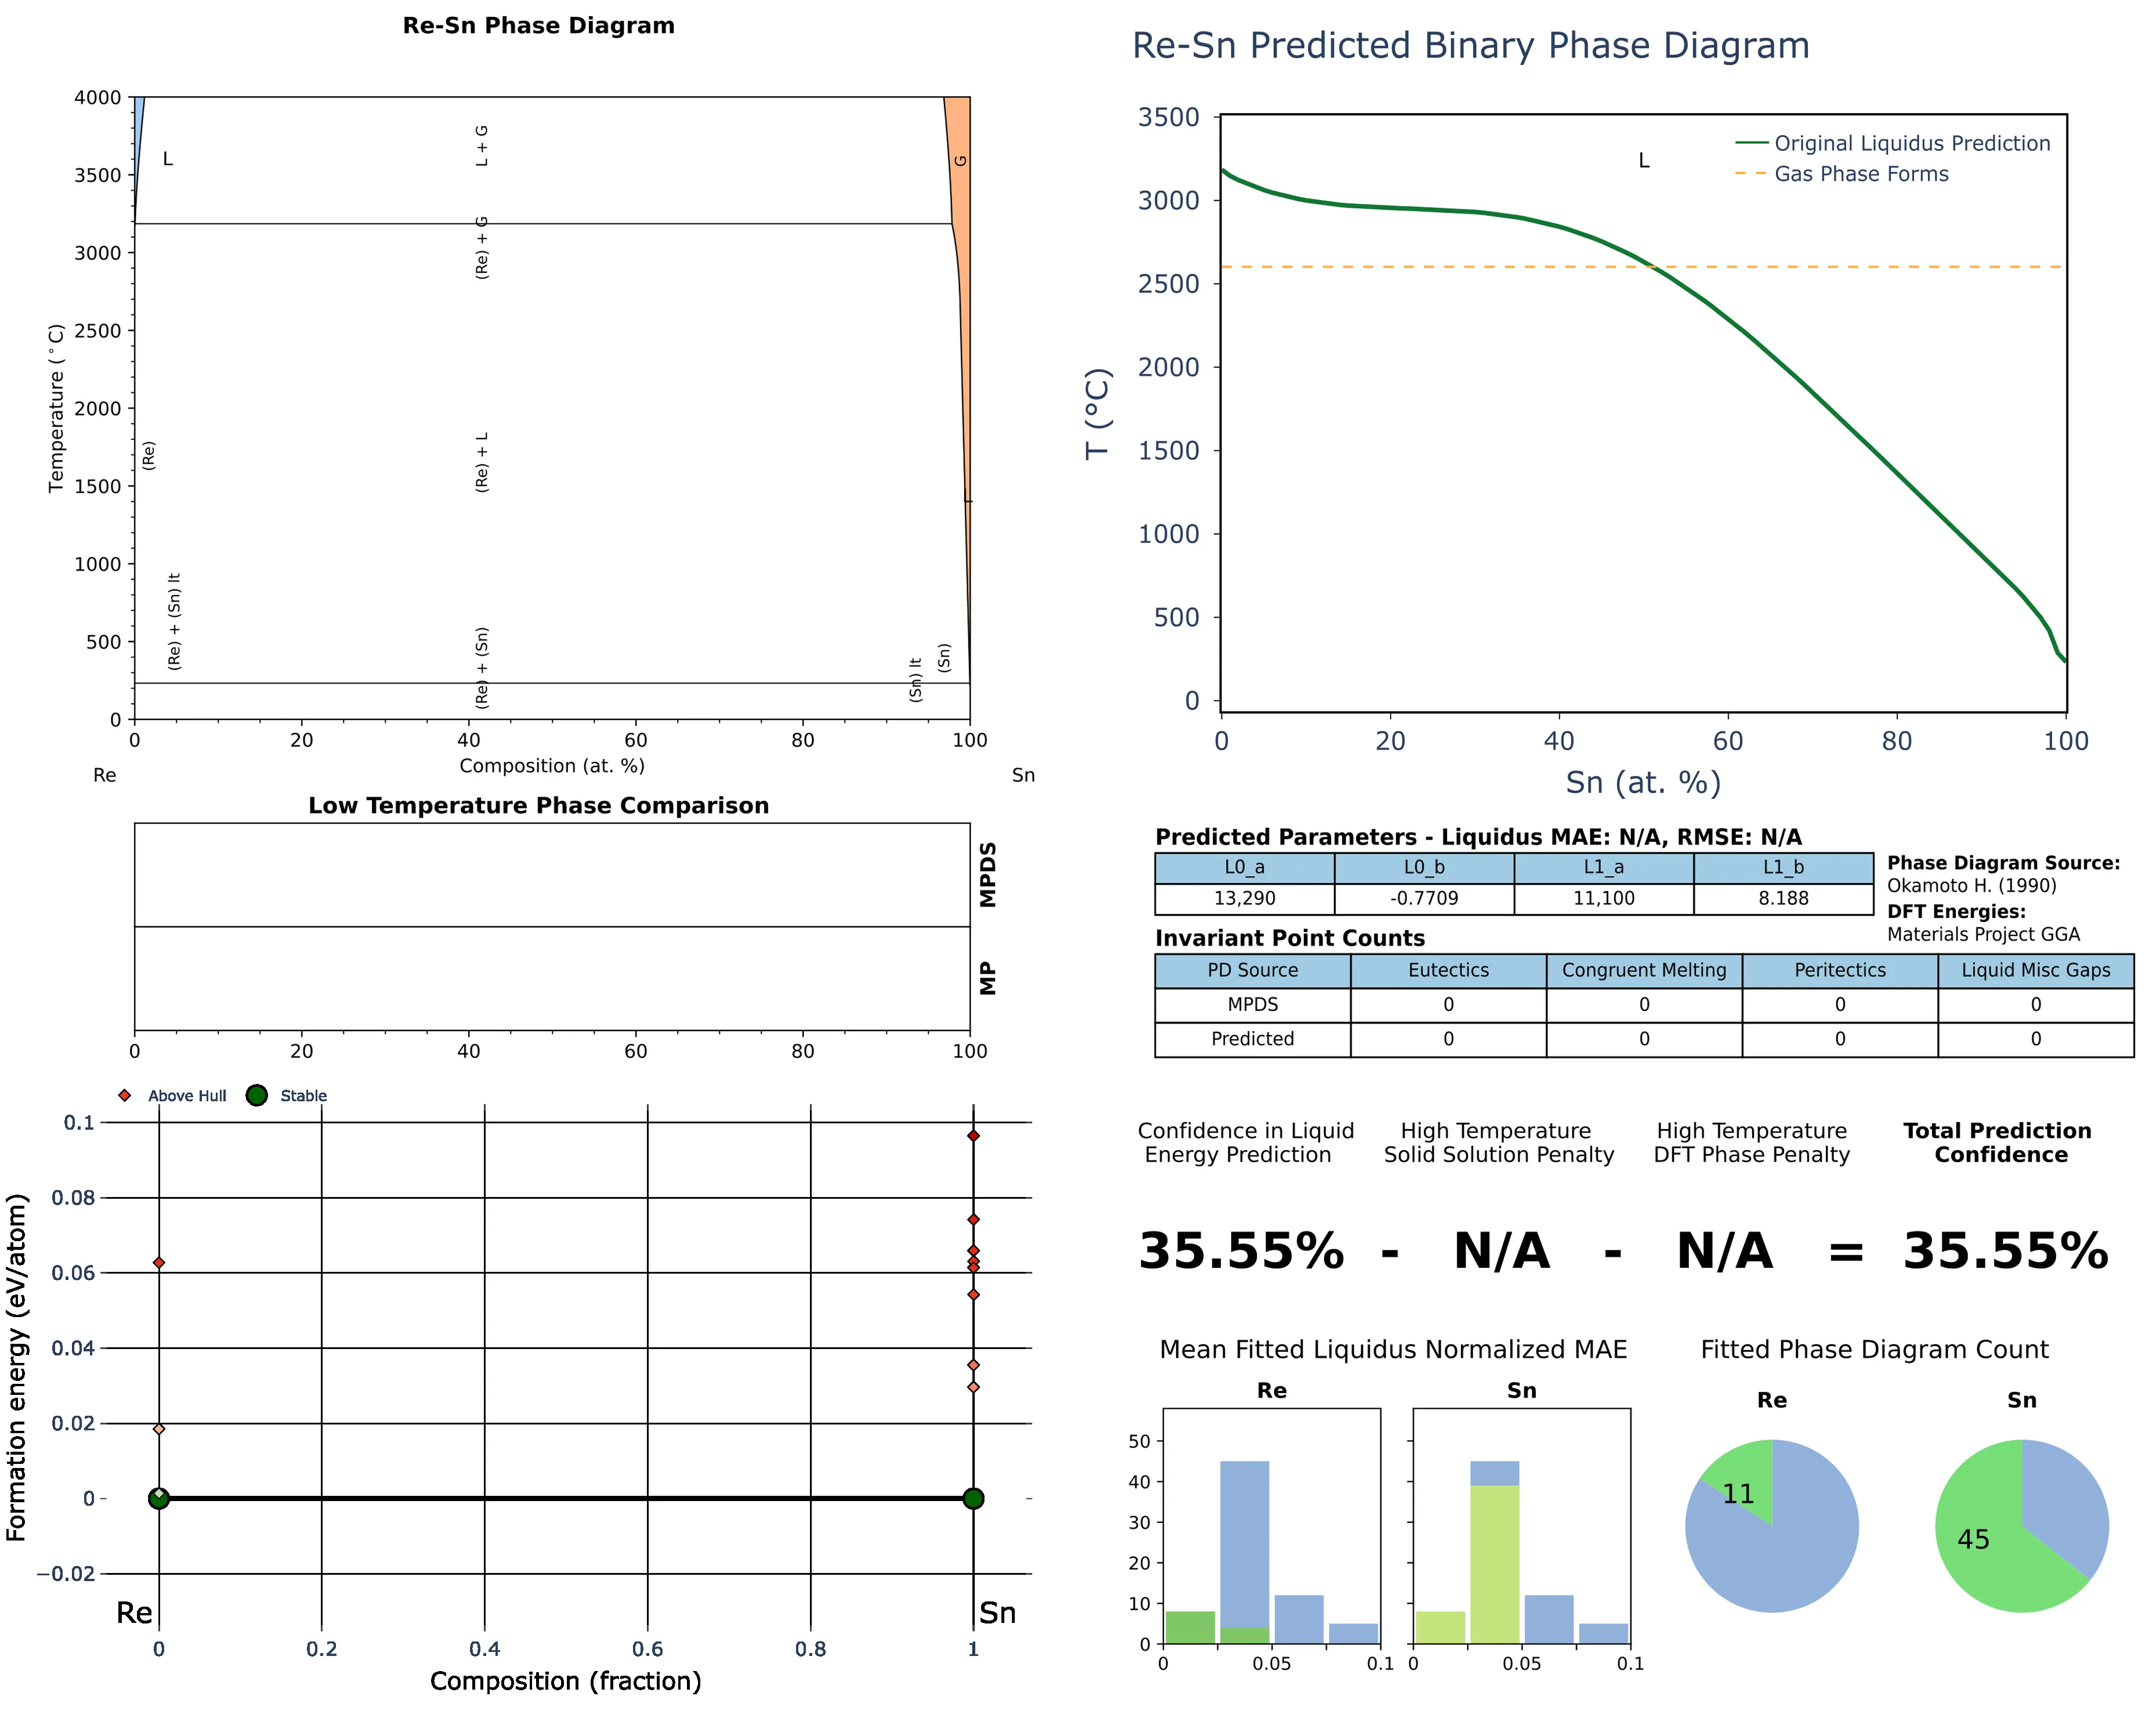 Re-Sn Phase Diagram
4000
3500
3000
2500
2000
1500
1000
500
0
Temperature (°C)
L
L + G
G
(Re) + G
(Re)
(Re) + L
L
(Re) + (Sn) lt
(Re) + (Sn)
(Sn) lt
(Sn)
0 20 40 60 80 100
Re Composition (at. %) Sn
Low Temperature Phase Comparison
MPDS
MP
0 20 40 60 80 100
Above Hull Stable
0.1
0.08
0.06
0.04
0.02
0
−0.02
Formation energy (eV/atom)
Re Sn
0 0.2 0.4 0.6 0.8 1
Composition (fraction)
Re-Sn Predicted Binary Phase Diagram
3500
3000
2500
2000
1500
1000
500
0
T (°C)
L
Original Liquidus Prediction
Gas Phase Forms
0 20 40 60 80 100
Sn (at. %)
Predicted Parameters - Liquidus MAE: N/A, RMSE: N/A
L0_a L0_b L1_a L1_b
13,290 -0.7709 11,100 8.188
Phase Diagram Source:
Okamoto H. (1990)
DFT Energies:
Materials Project GGA
Invariant Point Counts
PD Source Eutectics Congruent Melting Peritectics Liquid Misc Gaps
MPDS 0 0 0 0
Predicted 0 0 0 0
Confidence in Liquid
Energy Prediction
High Temperature
Solid Solution Penalty
High Temperature
DFT Phase Penalty
Total Prediction
Confidence
35.55% - N/A - N/A = 35.55%
Mean Fitted Liquidus Normalized MAE
Re Sn
50
40
30
20
10
0
0 0.05 0.1 0 0.05 0.1
Fitted Phase Diagram Count
Re Sn
11 45